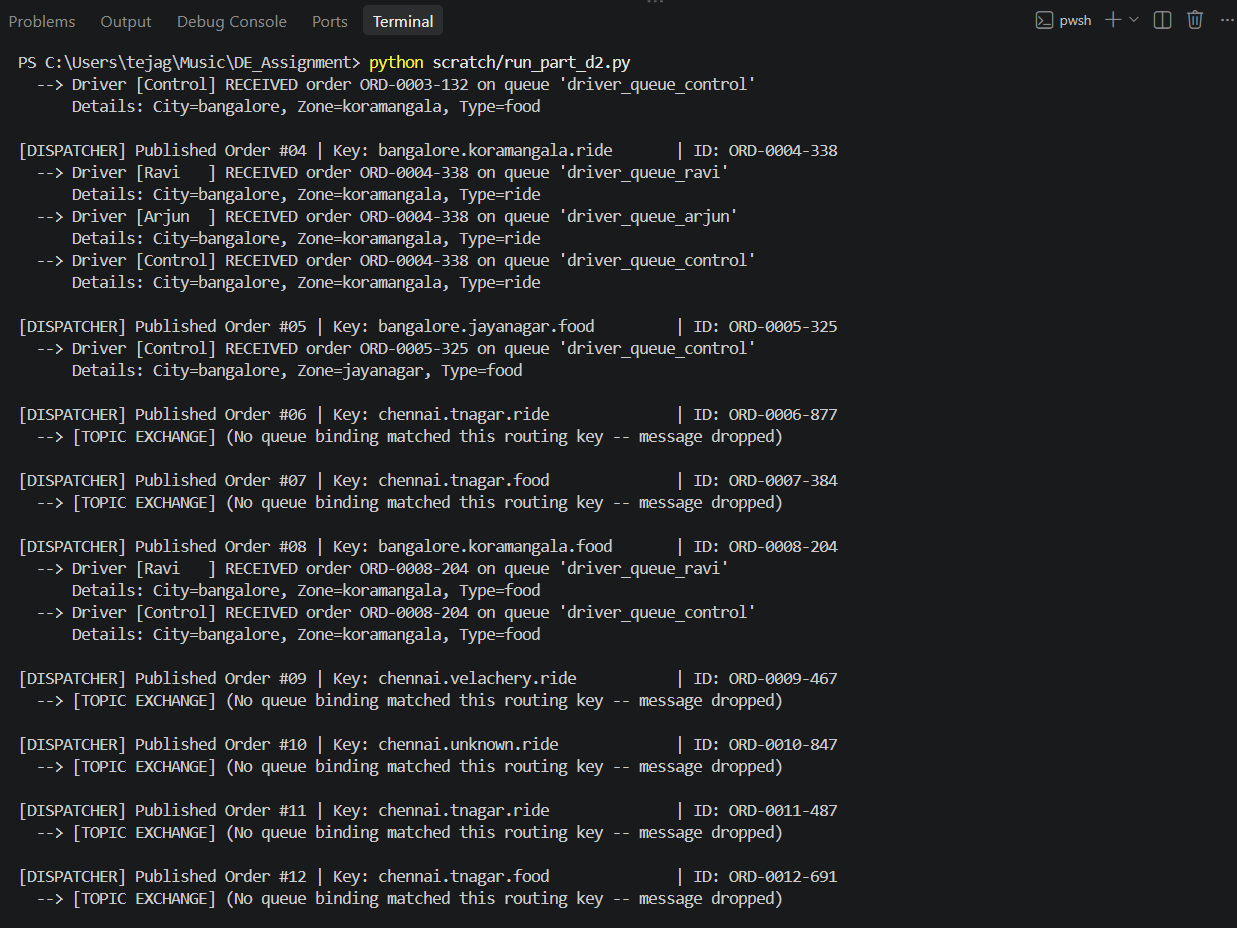 Problems Output Debug Console Ports Terminal pwsh
PS C:\Users\tejag\Music\DE_Assignment> python scratch/run_part_d2.py
  --> Driver [Control] RECEIVED order ORD-0003-132 on queue 'driver_queue_control'
      Details: City=bangalore, Zone=koramangala, Type=food

[DISPATCHER] Published Order #04 | Key: bangalore.koramangala.ride       | ID: ORD-0004-338
  --> Driver [Ravi   ] RECEIVED order ORD-0004-338 on queue 'driver_queue_ravi'
      Details: City=bangalore, Zone=koramangala, Type=ride
  --> Driver [Arjun  ] RECEIVED order ORD-0004-338 on queue 'driver_queue_arjun'
      Details: City=bangalore, Zone=koramangala, Type=ride
  --> Driver [Control] RECEIVED order ORD-0004-338 on queue 'driver_queue_control'
      Details: City=bangalore, Zone=koramangala, Type=ride

[DISPATCHER] Published Order #05 | Key: bangalore.jayanagar.food         | ID: ORD-0005-325
  --> Driver [Control] RECEIVED order ORD-0005-325 on queue 'driver_queue_control'
      Details: City=bangalore, Zone=jayanagar, Type=food

[DISPATCHER] Published Order #06 | Key: chennai.tnagar.ride              | ID: ORD-0006-877
  --> [TOPIC EXCHANGE] (No queue binding matched this routing key -- message dropped)

[DISPATCHER] Published Order #07 | Key: chennai.tnagar.food              | ID: ORD-0007-384
  --> [TOPIC EXCHANGE] (No queue binding matched this routing key -- message dropped)

[DISPATCHER] Published Order #08 | Key: bangalore.koramangala.food       | ID: ORD-0008-204
  --> Driver [Ravi   ] RECEIVED order ORD-0008-204 on queue 'driver_queue_ravi'
      Details: City=bangalore, Zone=koramangala, Type=food
  --> Driver [Control] RECEIVED order ORD-0008-204 on queue 'driver_queue_control'
      Details: City=bangalore, Zone=koramangala, Type=food

[DISPATCHER] Published Order #09 | Key: chennai.velachery.ride           | ID: ORD-0009-467
  --> [TOPIC EXCHANGE] (No queue binding matched this routing key -- message dropped)

[DISPATCHER] Published Order #10 | Key: chennai.unknown.ride             | ID: ORD-0010-847
  --> [TOPIC EXCHANGE] (No queue binding matched this routing key -- message dropped)

[DISPATCHER] Published Order #11 | Key: chennai.tnagar.ride              | ID: ORD-0011-487
  --> [TOPIC EXCHANGE] (No queue binding matched this routing key -- message dropped)

[DISPATCHER] Published Order #12 | Key: chennai.tnagar.food              | ID: ORD-0012-691
  --> [TOPIC EXCHANGE] (No queue binding matched this routing key -- message dropped)